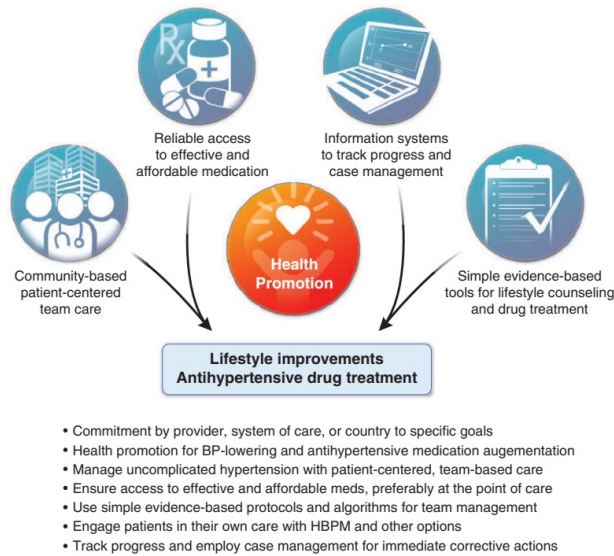 Rx
Reliable access
to effective and
affordable medication
Information systems
to track progress and
case management
Community-based
patient-centered
team care
Health
Promotion
Simple evidence-based
tools for lifestyle counseling
and drug treatment
Lifestyle improvements
Antihypertensive drug treatment
• Commitment by provider, system of care, or country to specific goals
• Health promotion for BP-lowering and antihypertensive medication augementation
• Manage uncomplicated hypertension with patient-centered, team-based care
• Ensure access to effective and affordable meds, preferably at the point of care
• Use simple evidence-based protocols and algorithms for team management
• Engage patients in their own care with HBPM and other options
• Track progress and employ case management for immediate corrective actions